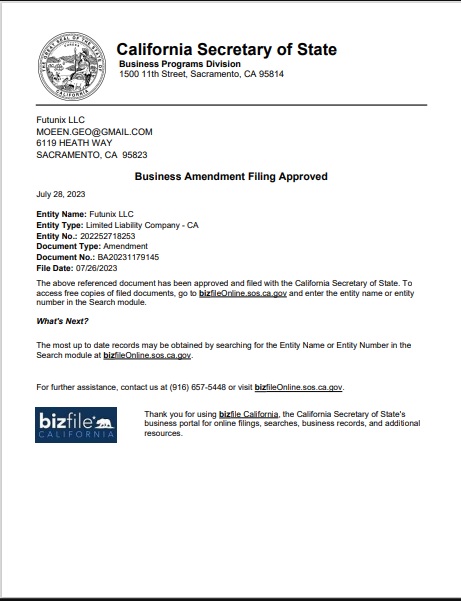 California Secretary of State
Business Programs Division
1500 11th Street, Sacramento, CA 95814
Futunix LLC
MOEEN.GEO@GMAIL.COM
6119 HEATH WAY
SACRAMENTO, CA 95823
Business Amendment Filing Approved
July 28, 2023
Entity Name: Futunix LLC
Entity Type: Limited Liability Company - CA
Entity No.: 202252718253
Document Type: Amendment
Document No.: BA20231179145
File Date: 07/26/2023
The above referenced document has been approved and filed with the California Secretary of State. To
access free copies of filed documents, go to bizfileOnline.sos.ca.gov and enter the entity name or entity
number in the Search module.
What's Next?
The most up to date records may be obtained by searching for the Entity Name or Entity Number in the
Search module at bizfileOnline.sos.ca.gov.
For further assistance, contact us at (916) 657-5448 or visit bizfileOnline.sos.ca.gov.
bizfile
CALIFORNIA
Thank you for using bizfile California, the California Secretary of State's
business portal for online filings, searches, business records, and additional
resources.